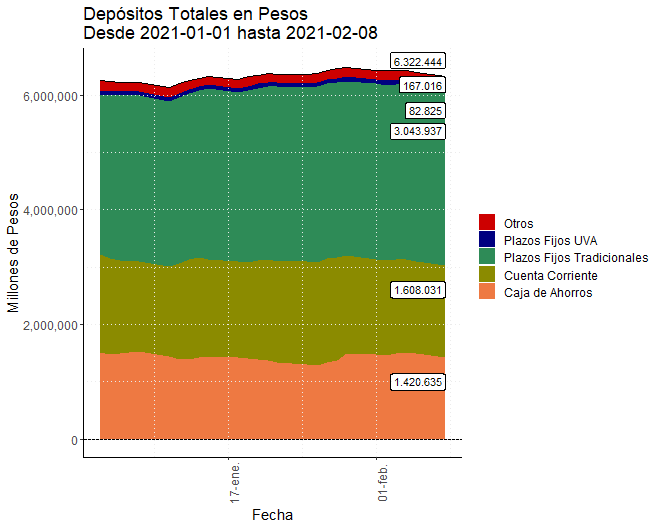 Depósitos Totales en Pesos
Desde 2021-01-01 hasta 2021-02-08
Millones de Pesos
6,000,000
4,000,000
2,000,000
0
6.322.444
167.016
82.825
3.043.937
1.608.031
1.420.635
17-ene.
01-feb.
Fecha
Otros
Plazos Fijos UVA
Plazos Fijos Tradicionales
Cuenta Corriente
Caja de Ahorros